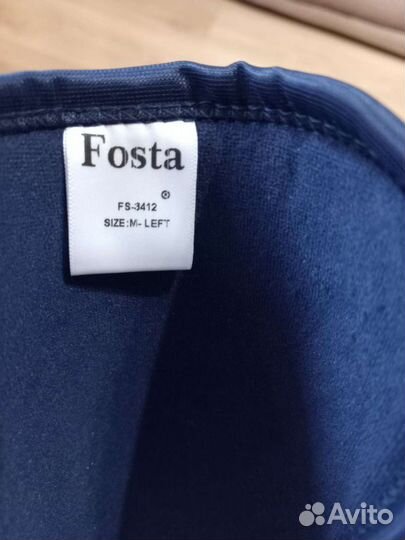 Fosta
®
FS-3412
SIZE:M- LEFT
Avito